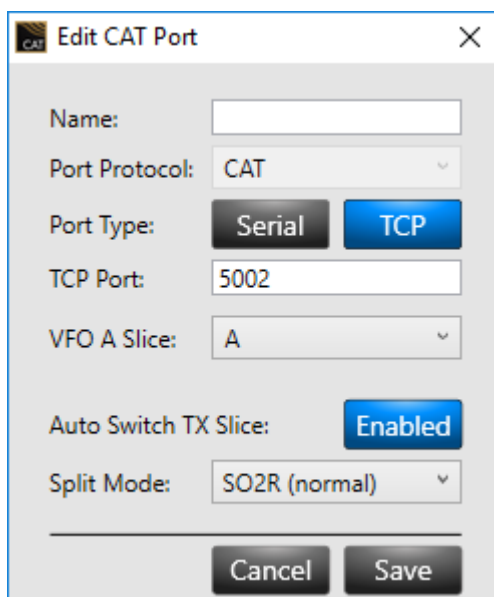 CAT Edit CAT Port
Name:
Port Protocol: CAT
Port Type: Serial TCP
TCP Port: 5002
VFO A Slice: A
Auto Switch TX Slice: Enabled
Split Mode: SO2R (normal)
Cancel Save